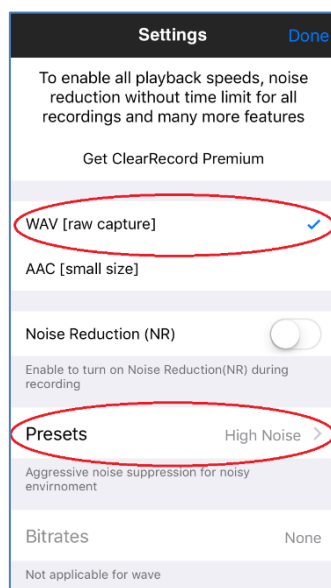 Settings Done
To enable all playback speeds, noise
reduction without time limit for all
recordings and many more features
Get ClearRecord Premium
WAV [raw capture]
AAC [small size]
Noise Reduction (NR)
Enable to turn on Noise Reduction(NR) during
recording
Presets High Noise
Aggressive noise suppression for noisy
envirnoment
Bitrates None
Not applicable for wave